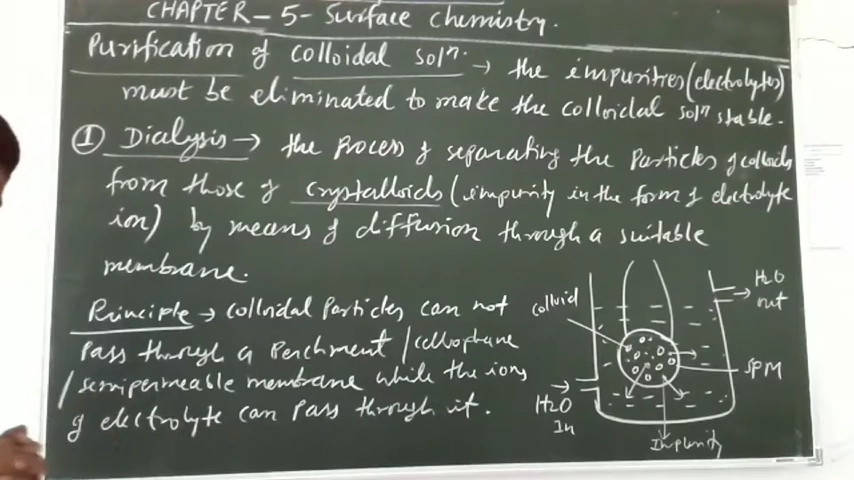 CHAPTER - 5 - Surface chemistry.
Purification of colloidal solⁿ. → the impurities (electrolytes)
must be eliminated to make the colloidal solⁿ stable.
① Dialysis → the Process of separating the Particles of colloids
from those of crystalloids (impurity in the form of electrolyte
ion) by means of diffusion through a suitable
membrane.
Principle → colloidal Particles can not
Pass through a Parchment / cellophane
/ semipermeable membrane while the ions
of electrolyte can Pass through it.
colloid
H2O
out
SPM
H2O
In
Impurity